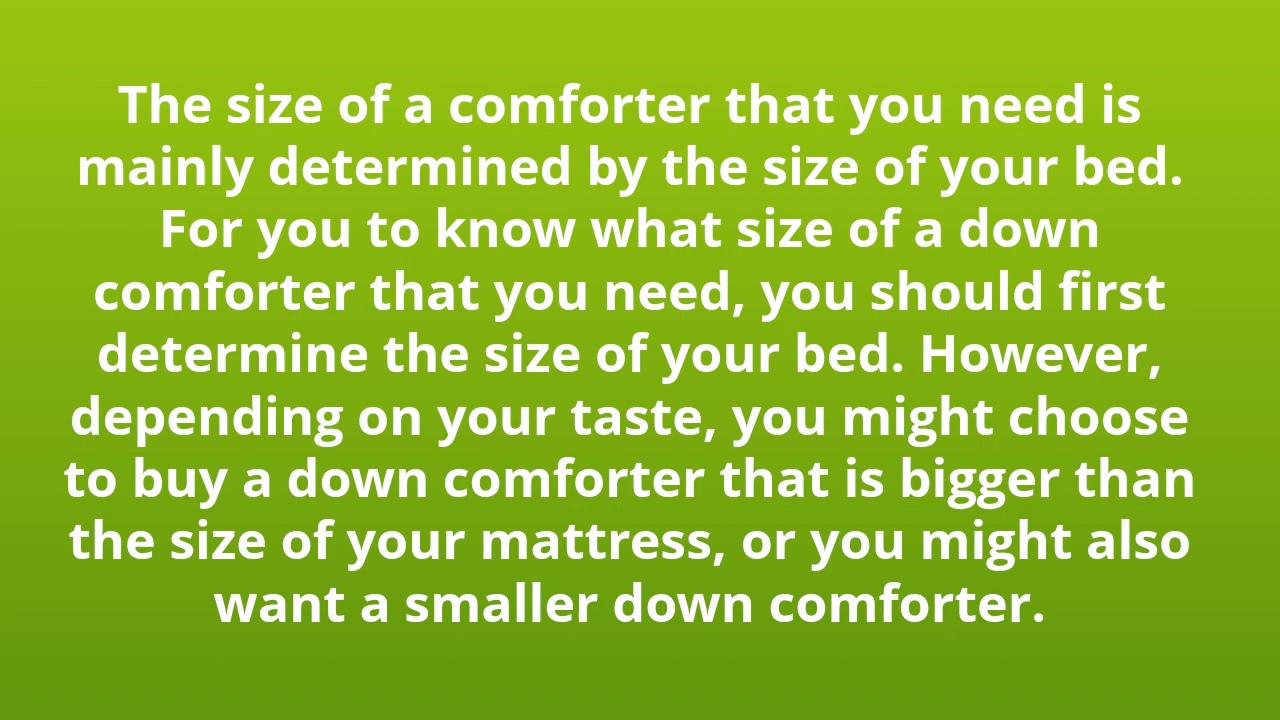 The size of a comforter that you need is
mainly determined by the size of your bed.
For you to know what size of a down
comforter that you need, you should first
determine the size of your bed. However,
depending on your taste, you might choose
to buy a down comforter that is bigger than
the size of your mattress, or you might also
want a smaller down comforter.